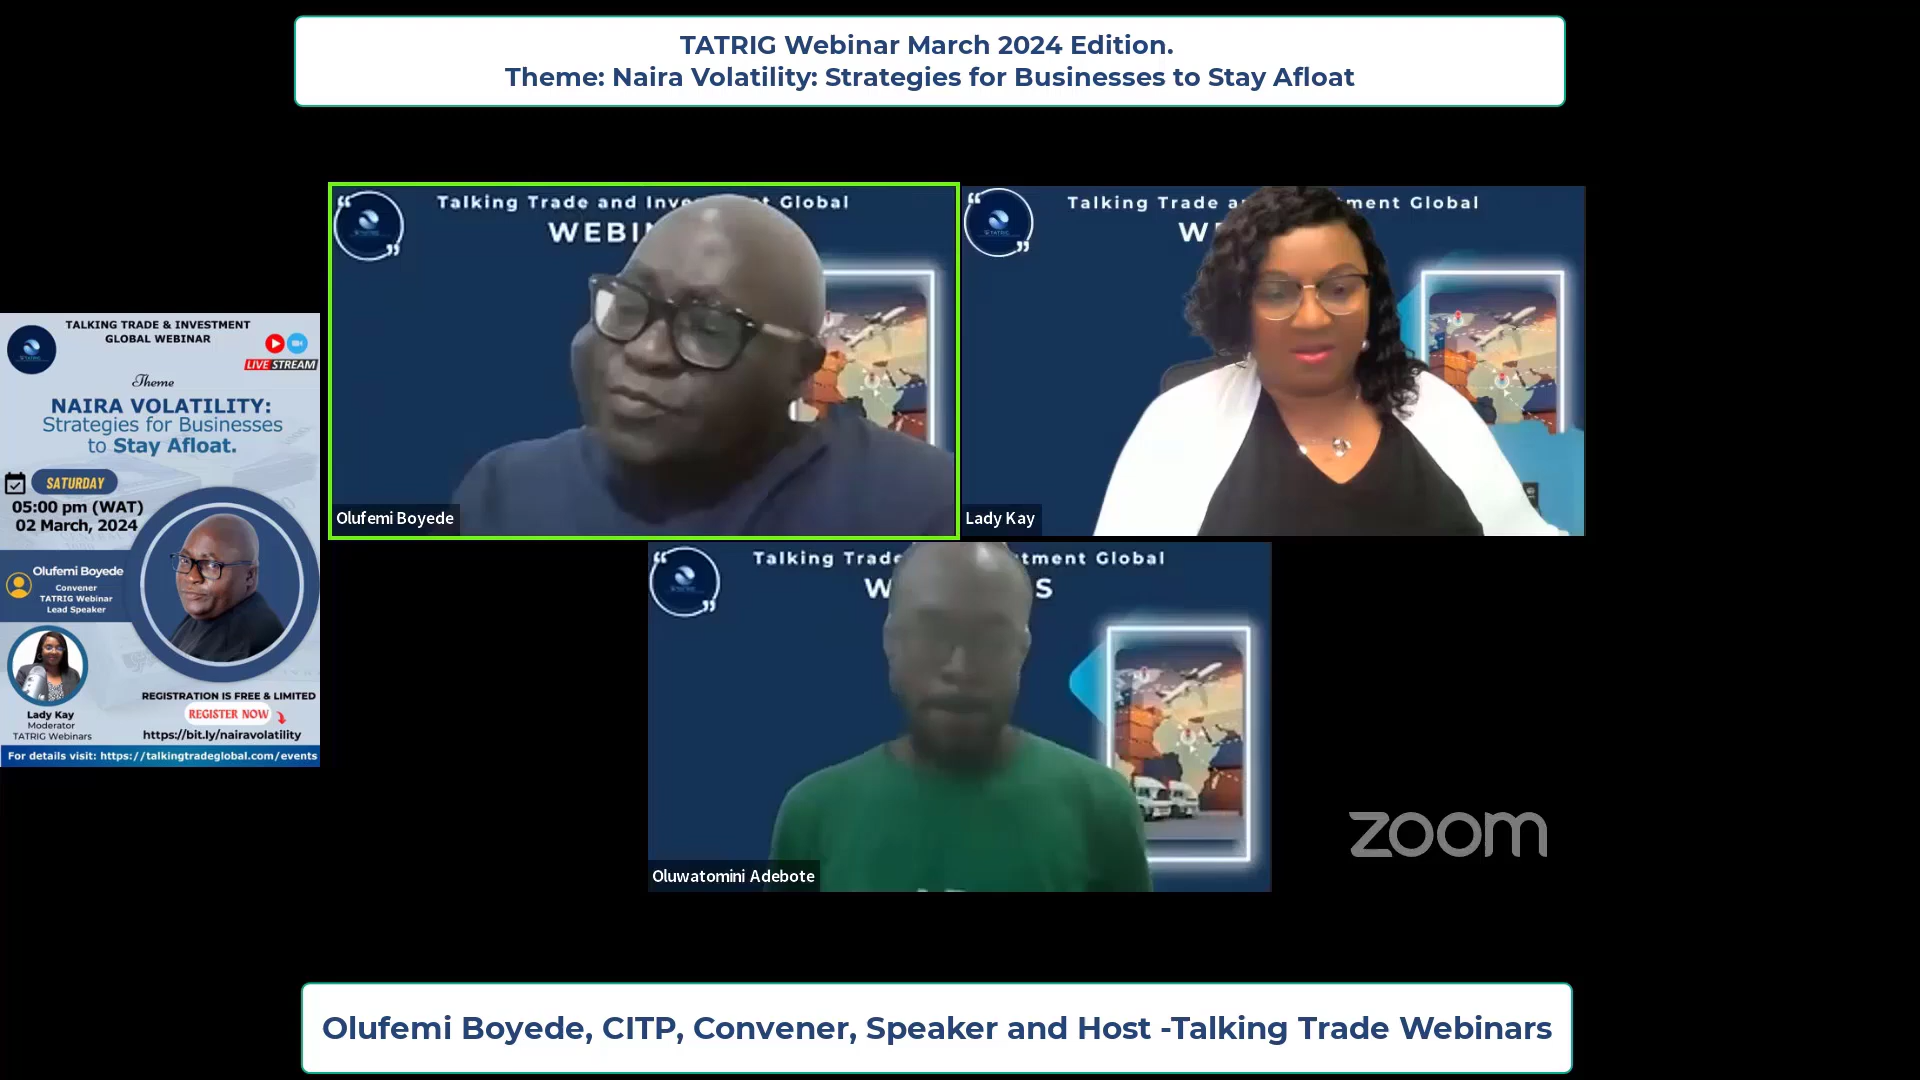 TATRIG Webinar March 2024 Edition.
Theme: Naira Volatility: Strategies for Businesses to Stay Afloat
TALKING TRADE & INVESTMENT
GLOBAL WEBINAR
LIVE STREAM
Theme
NAIRA VOLATILITY:
Strategies for Businesses
to Stay Afloat.
SATURDAY
05:00 pm (WAT)
02 March, 2024
Olufemi Boyede
Convener
TATRIG Webinar
Lead Speaker
REGISTRATION IS FREE & LIMITED
REGISTER NOW
https://bit.ly/nairavolatility
Lady Kay
Moderator
TATRIG Webinars
For details visit: https://talkingtradeglobal.com/events
Talking Trade and Inve t Global
WEBIN
Olufemi Boyede
Talking Trade a ment Global
W
Lady Kay
Talking Trade tment Global
W S
Oluwatomini Adebote
zoom
Olufemi Boyede, CITP, Convener, Speaker and Host -Talking Trade Webinars